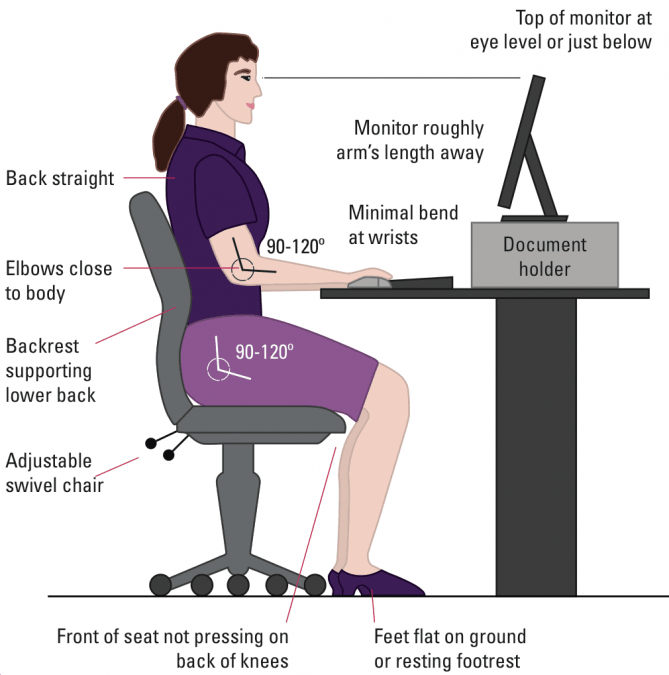 Top of monitor at
eye level or just below
Monitor roughly
arm's length away
Back straight
Minimal bend
at wrists
90-120º
Document
holder
Elbows close
to body
Backrest
supporting
lower back
90-120º
Adjustable
swivel chair
Front of seat not pressing on
back of knees
Feet flat on ground
or resting footrest